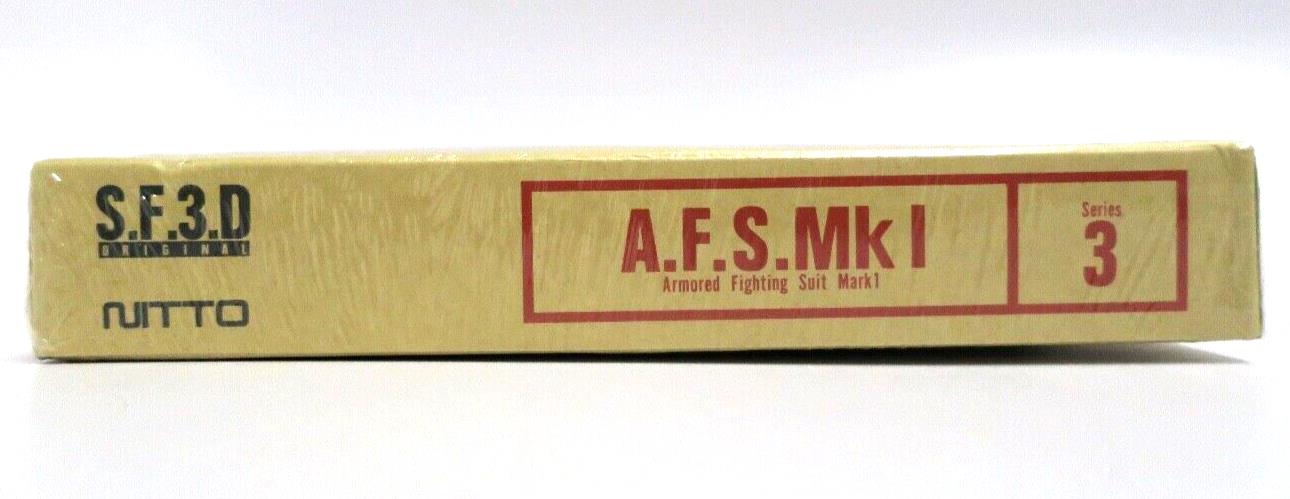 S.F.3.D
ORIGINAL
NITTO
A.F.S.Mk I
Armored Fighting Suit Mark1
Series
3